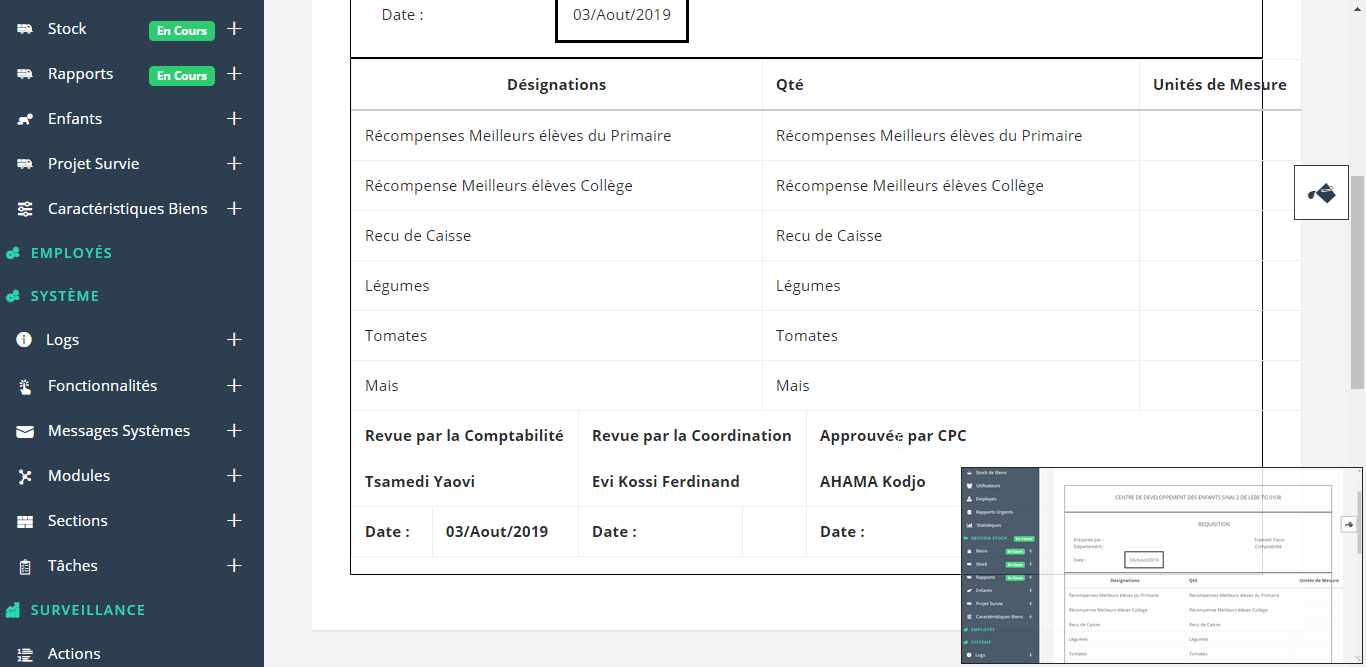 Stock En Cours
Rapports En Cours
Enfants
Projet Survie
Caractéristiques Biens
EMPLOYÉS
SYSTÈME
Logs
Fonctionnalités
Messages Systèmes
Modules
Sections
Tâches
SURVEILLANCE
Actions
Date : 03/Aout/2019
Désignations Qté Unités de Mesure
Récompenses Meilleurs élèves du Primaire Récompenses Meilleurs élèves du Primaire
Récompense Meilleurs élèves Collège Récompense Meilleurs élèves Collège
Recu de Caisse Recu de Caisse
Légumes Légumes
Tomates Tomates
Mais Mais
Revue par la Comptabilité Revue par la Coordination Approuvée par CPC
Tsamedi Yaovi Evi Kossi Ferdinand AHAMA Kodjo
Date : 03/Aout/2019 Date : Date :
Stock de Biens
Utilisateurs
Employés
Rapports Urgents
Statistiques
GESTION STOCK En Cours
Biens En Cours
Stock En Cours
Rapports En Cours
Enfants
Projet Survie
Caractéristiques Biens
EMPLOYÉS
SYSTÈME
Logs
CENTRE DE DEVELOPPEMENT DES ENFANTS SINAI 2 DE LEBE TG 0108
REQUISITION
Préparée par : Tsamedi Yaovi
Département : Comptabilité
Date : 03/Aout/2019
Désignations Qté Unités de Mesure
Récompenses Meilleurs élèves du Primaire Récompenses Meilleurs élèves du Primaire
Récompense Meilleurs élèves Collège Récompense Meilleurs élèves Collège
Recu de Caisse Recu de Caisse
Légumes Légumes
Tomates Tomates